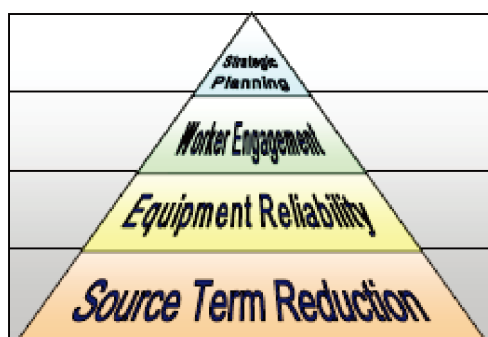 Strategic
Planning
Worker Engagement
Equipment Reliability
Source Term Reduction